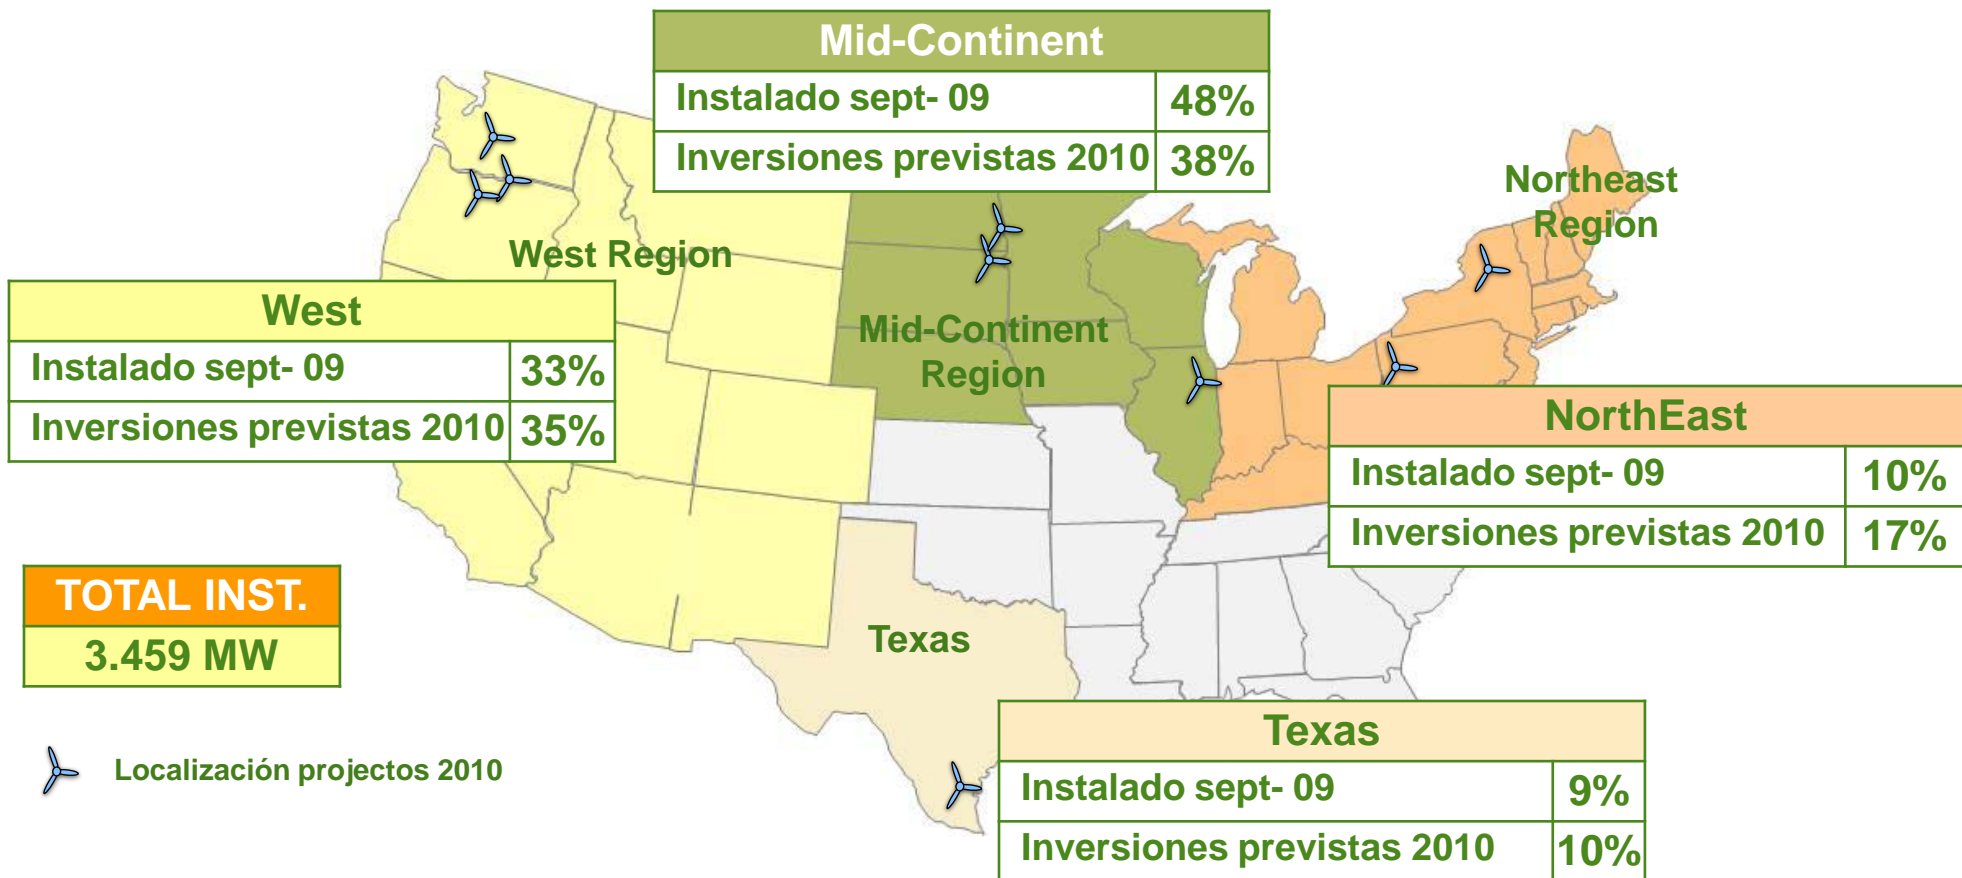 Mid-Continent
Instalado sept- 09 48%
Inversiones previstas 2010 38%
Northeast
Region
West Region
West
Instalado sept- 09 33%
Inversiones previstas 2010 35%
Mid-Continent
Region
NorthEast
Instalado sept- 09 10%
Inversiones previstas 2010 17%
TOTAL INST.
3.459 MW
Texas
Texas
Instalado sept- 09 9%
Inversiones previstas 2010 10%
Localización projectos 2010